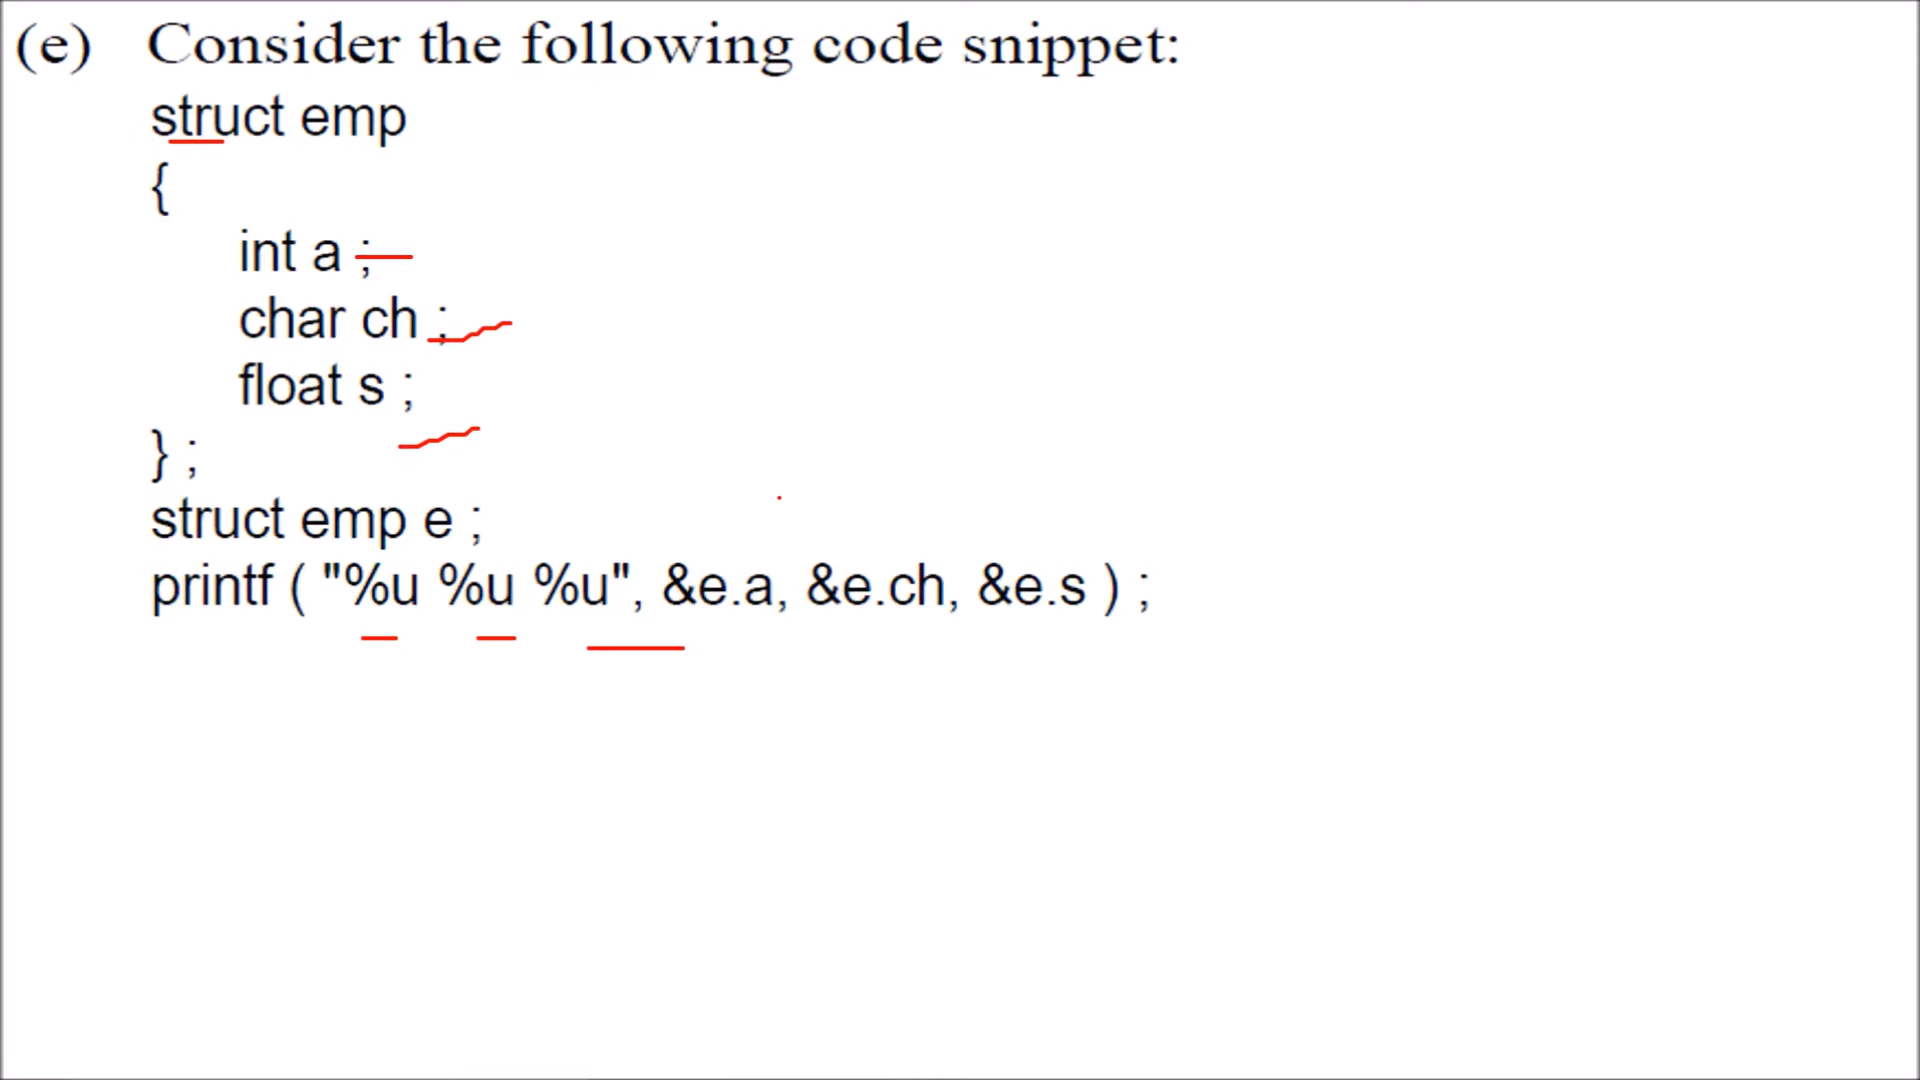 (e) Consider the following code snippet:
struct emp
{
int a ;
char ch ;
float s ;
} ;
struct emp e ;
printf ( "%u %u %u", &e.a, &e.ch, &e.s ) ;